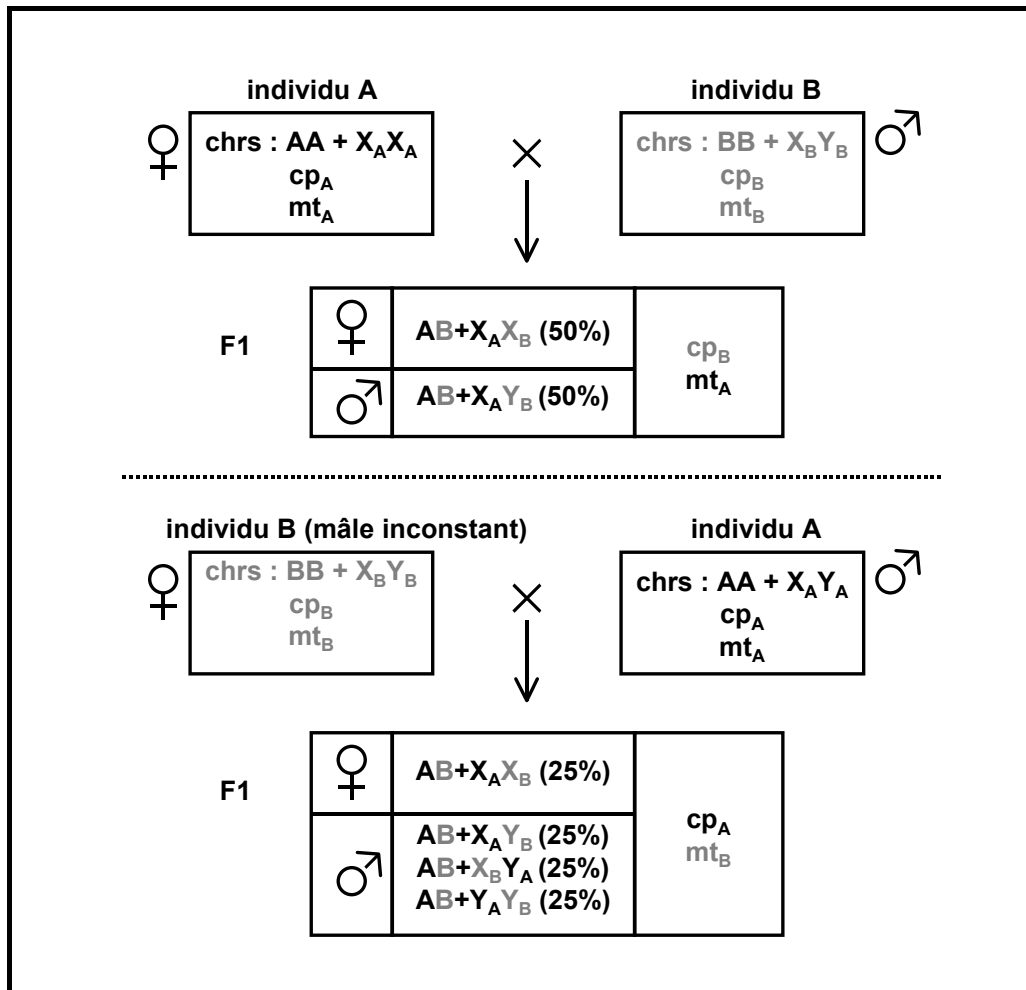 individu A
♀ chrs : AA + XAXA
cpA
mtA
×
individu B
chrs : BB + XBYB ♂
cpB
mtB
F1
♀ AB+XAXB (50%)
♂ AB+XAYB (50%)
cpB
mtA
individu B (mâle inconstant)
♀ chrs : BB + XBYB
cpB
mtB
×
individu A
chrs : AA + XAYA ♂
cpA
mtA
F1
♀ AB+XAXB (25%)
♂ AB+XAYB (25%)
AB+XBYA (25%)
AB+YAYB (25%)
cpA
mtB